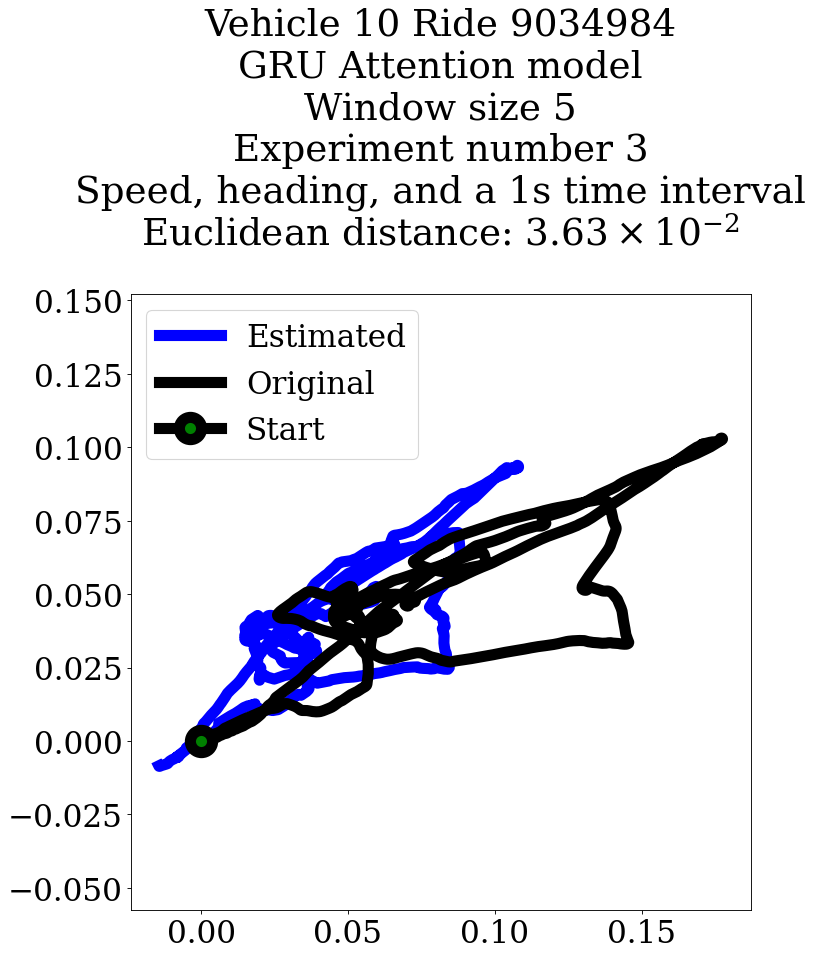 Vehicle 10 Ride 9034984
GRU Attention model
Window size 5
Experiment number 3
Speed, heading, and a 1s time interval
Euclidean distance: 3.63 × 10⁻²
0.150
Estimated
0.125
Original
Start
0.100
0.075
0.050
0.025
0.000
−0.025
−0.050
0.00 0.05 0.10 0.15